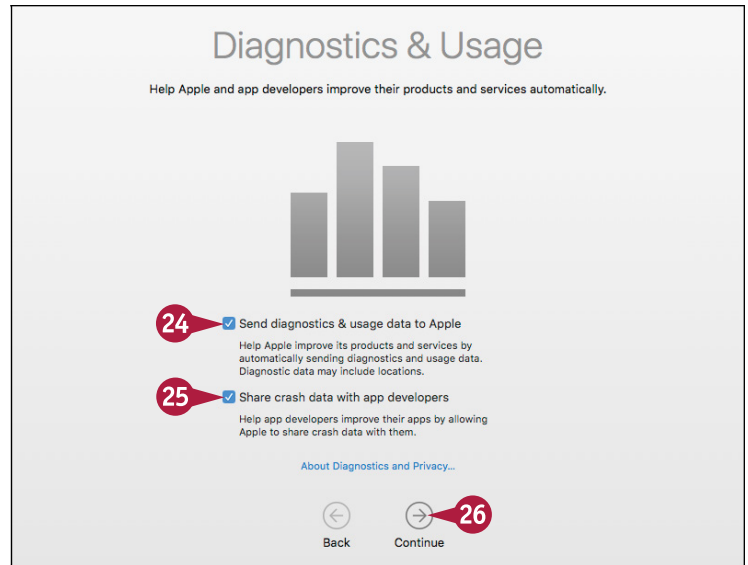 Diagnostics & Usage
Help Apple and app developers improve their products and services automatically.
24
Send diagnostics & usage data to Apple
Help Apple improve its products and services by
automatically sending diagnostics and usage data.
Diagnostic data may include locations.
25
Share crash data with app developers
Help app developers improve their apps by allowing
Apple to share crash data with them.
About Diagnostics and Privacy...
26
Back Continue